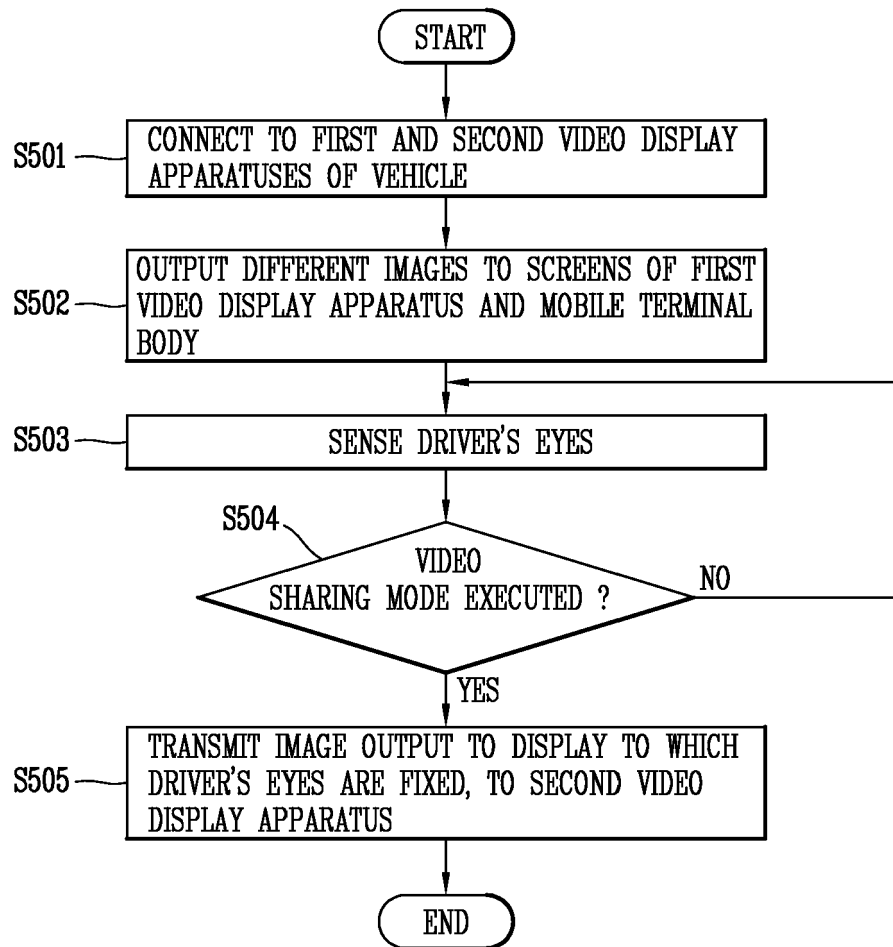 START
S501
CONNECT TO FIRST AND SECOND VIDEO DISPLAY
APPARATUSES OF VEHICLE
S502
OUTPUT DIFFERENT IMAGES TO SCREENS OF FIRST
VIDEO DISPLAY APPARATUS AND MOBILE TERMINAL
BODY
S503
SENSE DRIVER'S EYES
S504
VIDEO
SHARING MODE EXECUTED ?
NO
YES
S505
TRANSMIT IMAGE OUTPUT TO DISPLAY TO WHICH
DRIVER'S EYES ARE FIXED, TO SECOND VIDEO
DISPLAY APPARATUS
END